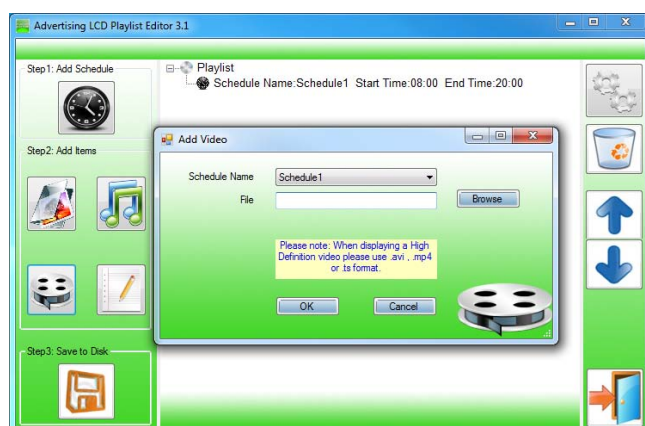 Advertising LCD Playlist Editor 3.1
Step1: Add Schedule
Playlist
Schedule Name:Schedule1 Start Time:08:00 End Time:20:00
Step2: Add Items
Add Video
Schedule Name
Schedule1
File
Browse
Please note: When displaying a High
Definition video please use .avi , .mp4
or .ts format.
OK
Cancel
Step3: Save to Disk